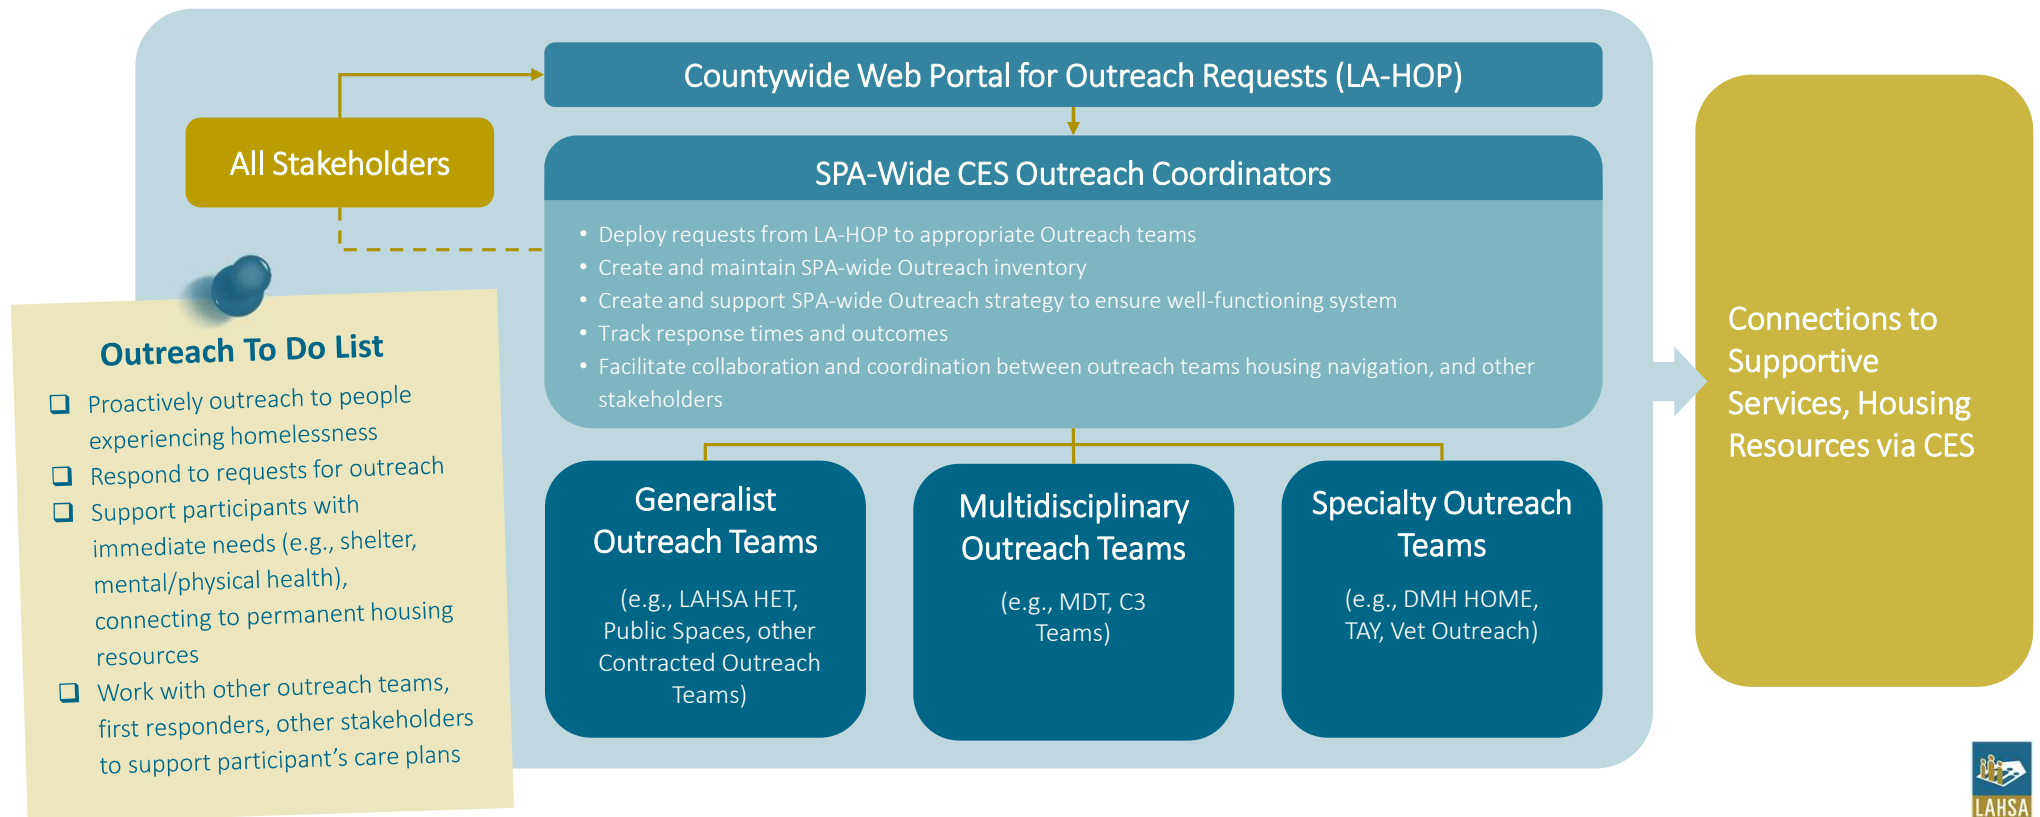 Countywide Web Portal for Outreach Requests (LA-HOP)
All Stakeholders
SPA-Wide CES Outreach Coordinators
• Deploy requests from LA-HOP to appropriate Outreach teams
• Create and maintain SPA-wide Outreach inventory
• Create and support SPA-wide Outreach strategy to ensure well-functioning system
• Track response times and outcomes
• Facilitate collaboration and coordination between outreach teams housing navigation, and other
stakeholders
Outreach To Do List
❑ Proactively outreach to people
experiencing homelessness
❑ Respond to requests for outreach
❑ Support participants with
immediate needs (e.g., shelter,
mental/physical health),
connecting to permanent housing
resources
❑ Work with other outreach teams,
first responders, other stakeholders
to support participant’s care plans
Generalist
Outreach Teams
(e.g., LAHSA HET,
Public Spaces, other
Contracted Outreach
Teams)
Multidisciplinary
Outreach Teams
(e.g., MDT, C3
Teams)
Specialty Outreach
Teams
(e.g., DMH HOME,
TAY, Vet Outreach)
Connections to
Supportive
Services, Housing
Resources via CES
LAHSA